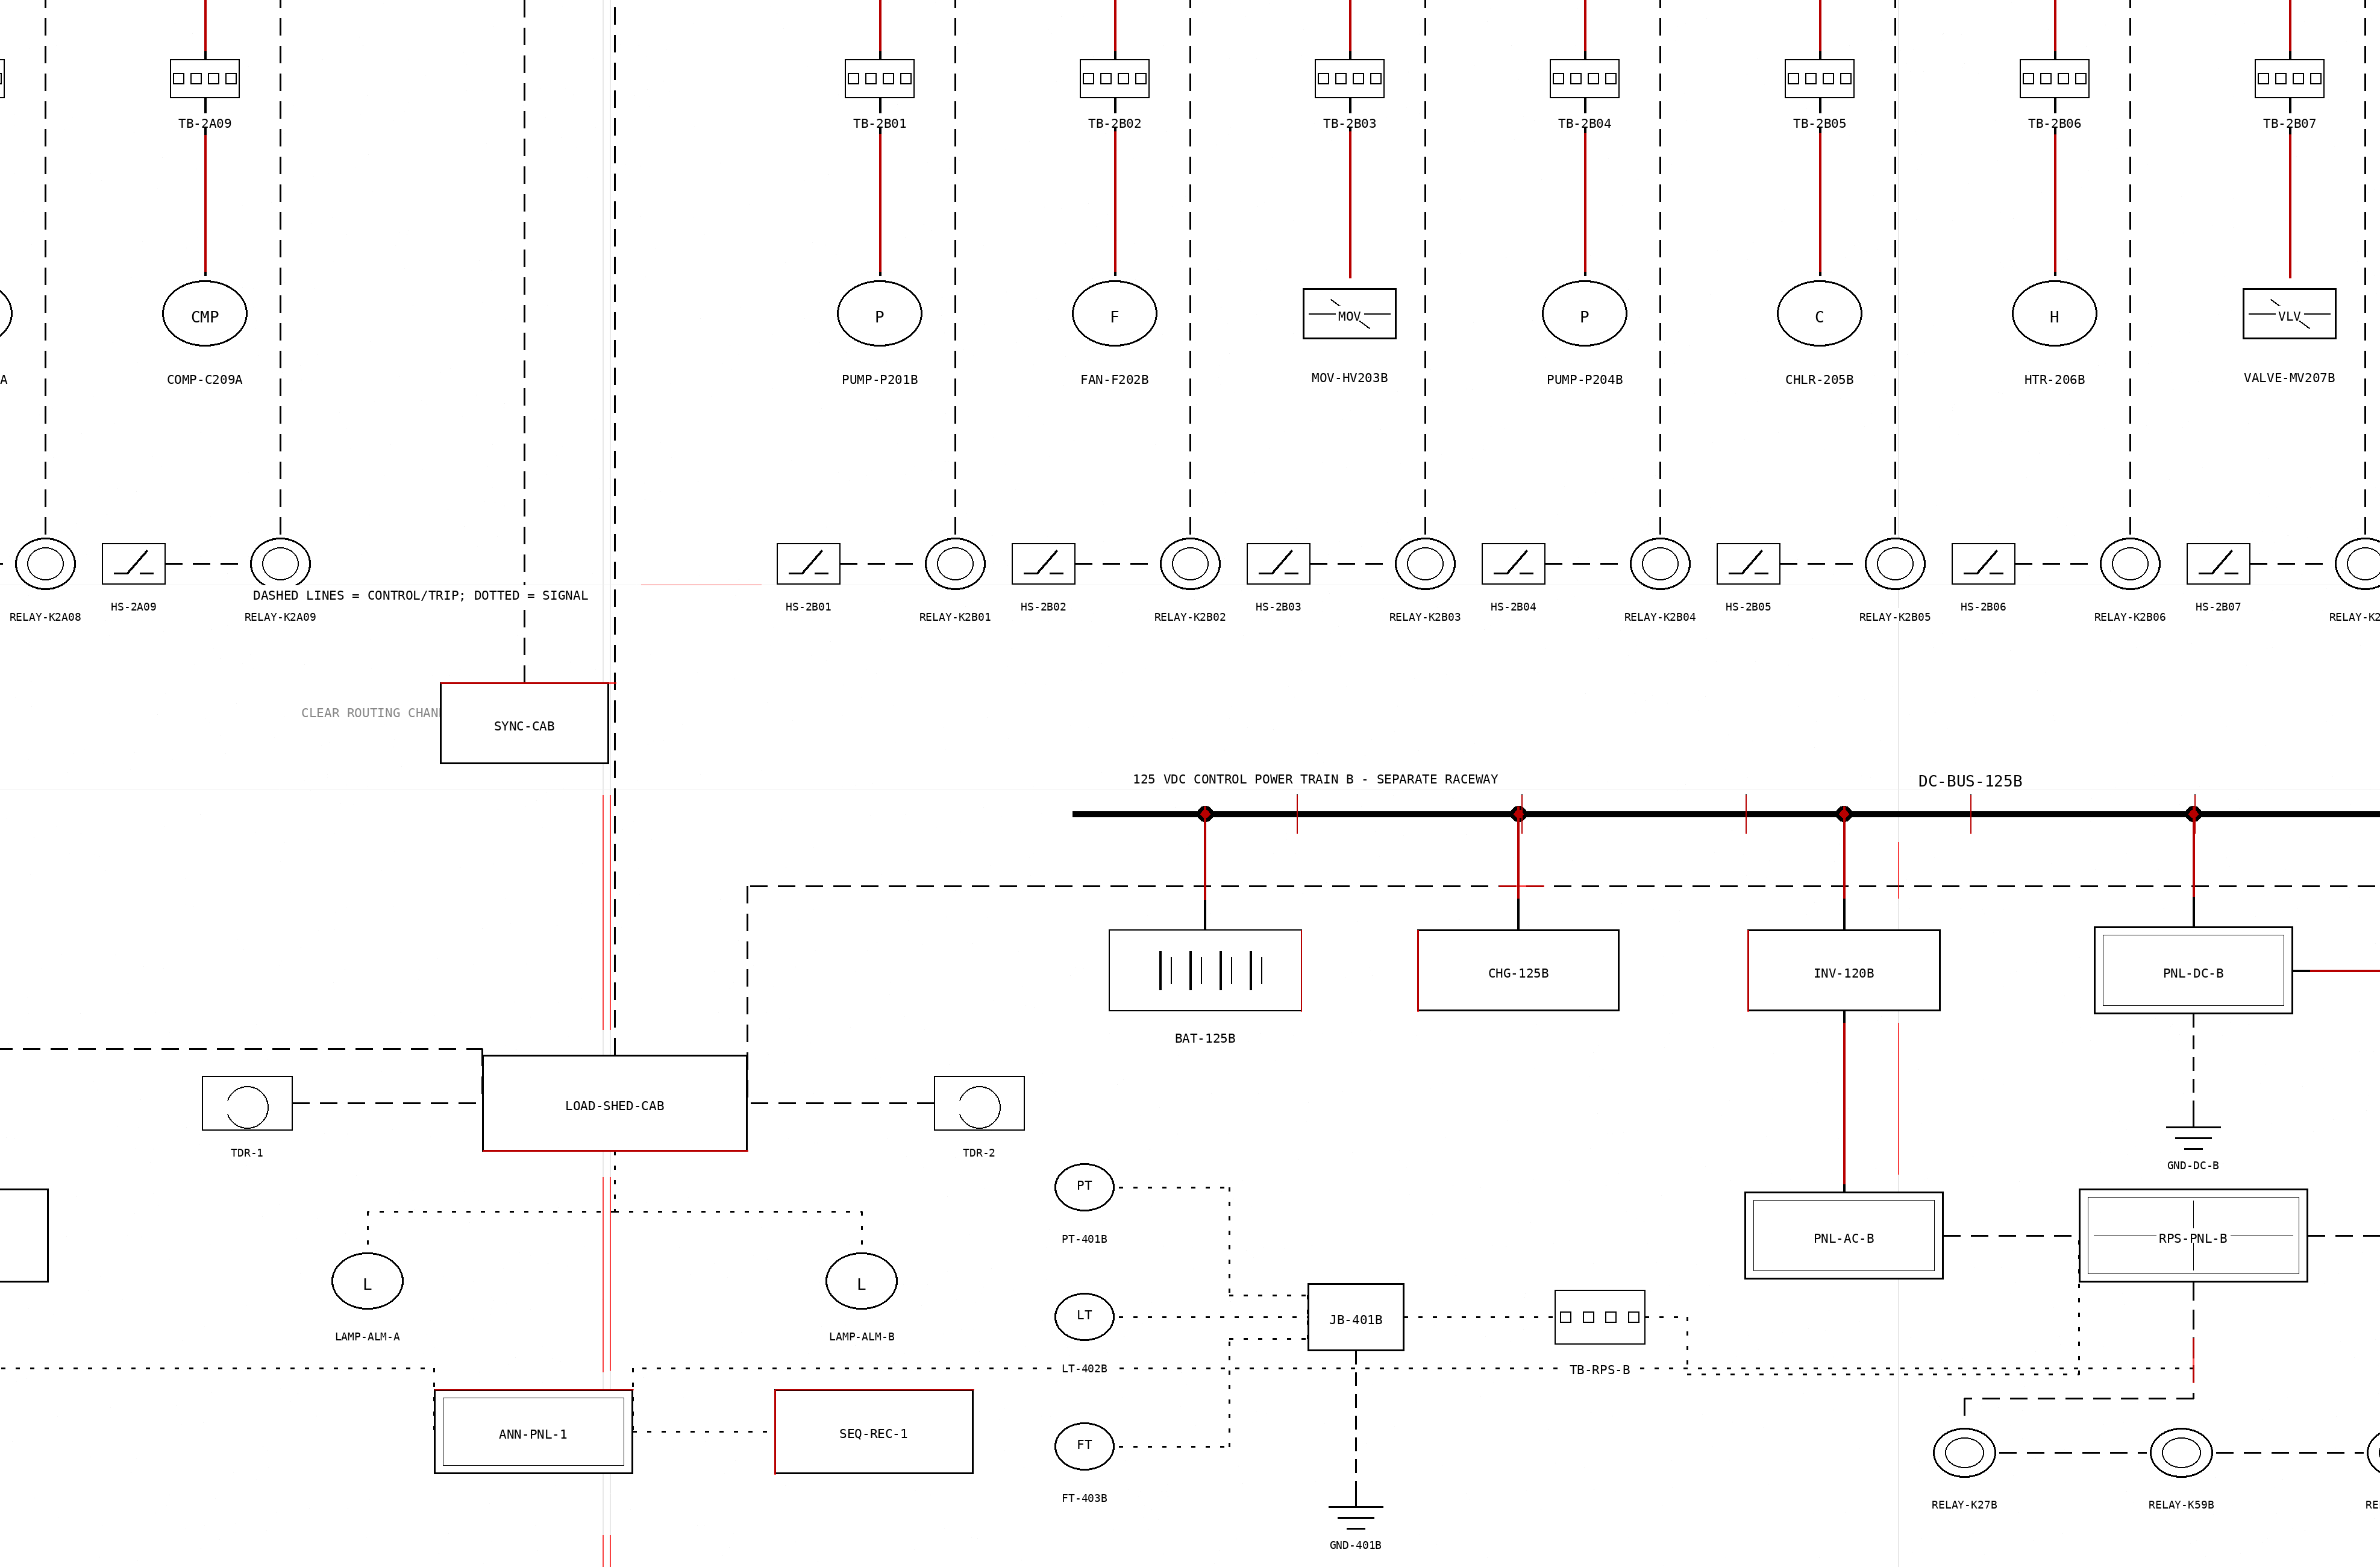 TB-2A09
TB-2B01
TB-2B02
TB-2B03
TB-2B04
TB-2B05
TB-2B06
TB-2B07
CMP
P
F
MOV
P
C
H
VLV
A
COMP-C209A
PUMP-P201B
FAN-F202B
MOV-HV203B
PUMP-P204B
CHLR-205B
HTR-206B
VALVE-MV207B
DASHED LINES = CONTROL/TRIP; DOTTED = SIGNAL
RELAY-K2A08
HS-2A09
RELAY-K2A09
HS-2B01
RELAY-K2B01
HS-2B02
RELAY-K2B02
HS-2B03
RELAY-K2B03
HS-2B04
RELAY-K2B04
HS-2B05
RELAY-K2B05
HS-2B06
RELAY-K2B06
HS-2B07
RELAY-K2
CLEAR ROUTING CHAN
SYNC-CAB
125 VDC CONTROL POWER TRAIN B - SEPARATE RACEWAY
DC-BUS-125B
CHG-125B
INV-120B
PNL-DC-B
BAT-125B
LOAD-SHED-CAB
TDR-1
TDR-2
GND-DC-B
PT
PT-401B
PNL-AC-B
RPS-PNL-B
L
L
LAMP-ALM-A
LAMP-ALM-B
LT
LT-402B
JB-401B
TB-RPS-B
ANN-PNL-1
SEQ-REC-1
FT
FT-403B
GND-401B
RELAY-K27B
RELAY-K59B
RE